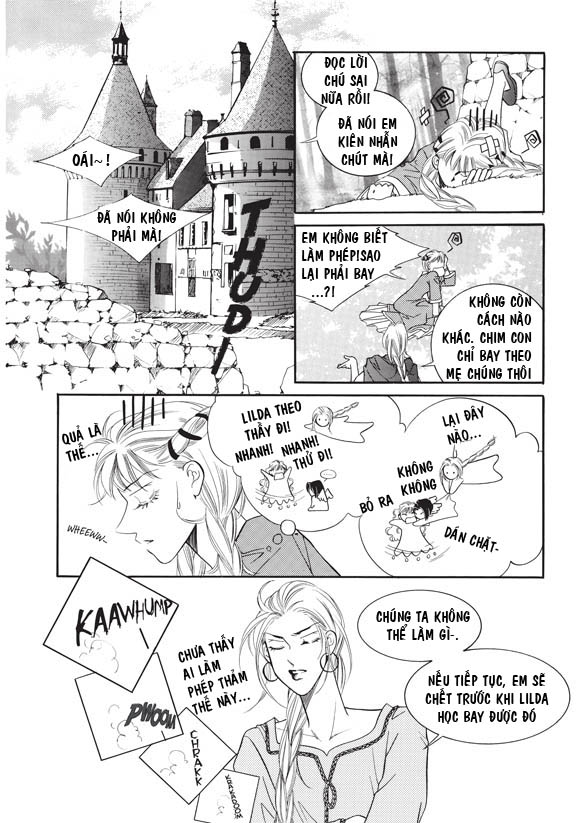 OÁI~!
ĐÃ NÓI KHÔNG
PHẢI MÀ!
THUD!
ĐỌC LỜI
CHÚ SAI
NỮA RỒI!
ĐÃ NÓI EM
KIÊN NHẪN
CHÚT MÀ!
EM KHÔNG BIẾT
LÀM PHÉP!SAO
LẠI PHẢI BAY
...?!
KHÔNG CÒN
CÁCH NÀO
KHÁC. CHIM CON
CHỈ BAY THEO
MẸ CHÚNG THÔI
QUẢ LÀ
THẾ...
WHEEWW~
LILDA THEO
THẦY ĐI!
NHANH! NHANH!
THỬ ĐI!
LẠI ĐÂY
NÀO...
KHÔNG
KHÔNG
BỎ RA
DÁN CHẶT-
KAAWHUMP
PWOOM
CHRAKK
CHƯA THẤY
AI LÀM
PHÉP THẢM
THẾ NÀY...
CHÚNG TA KHÔNG
THỂ LÀM GÌ-.
NẾU TIẾP TỤC, EM SẼ
CHẾT TRƯỚC KHI LILDA
HỌC BAY ĐƯỢC ĐÓ